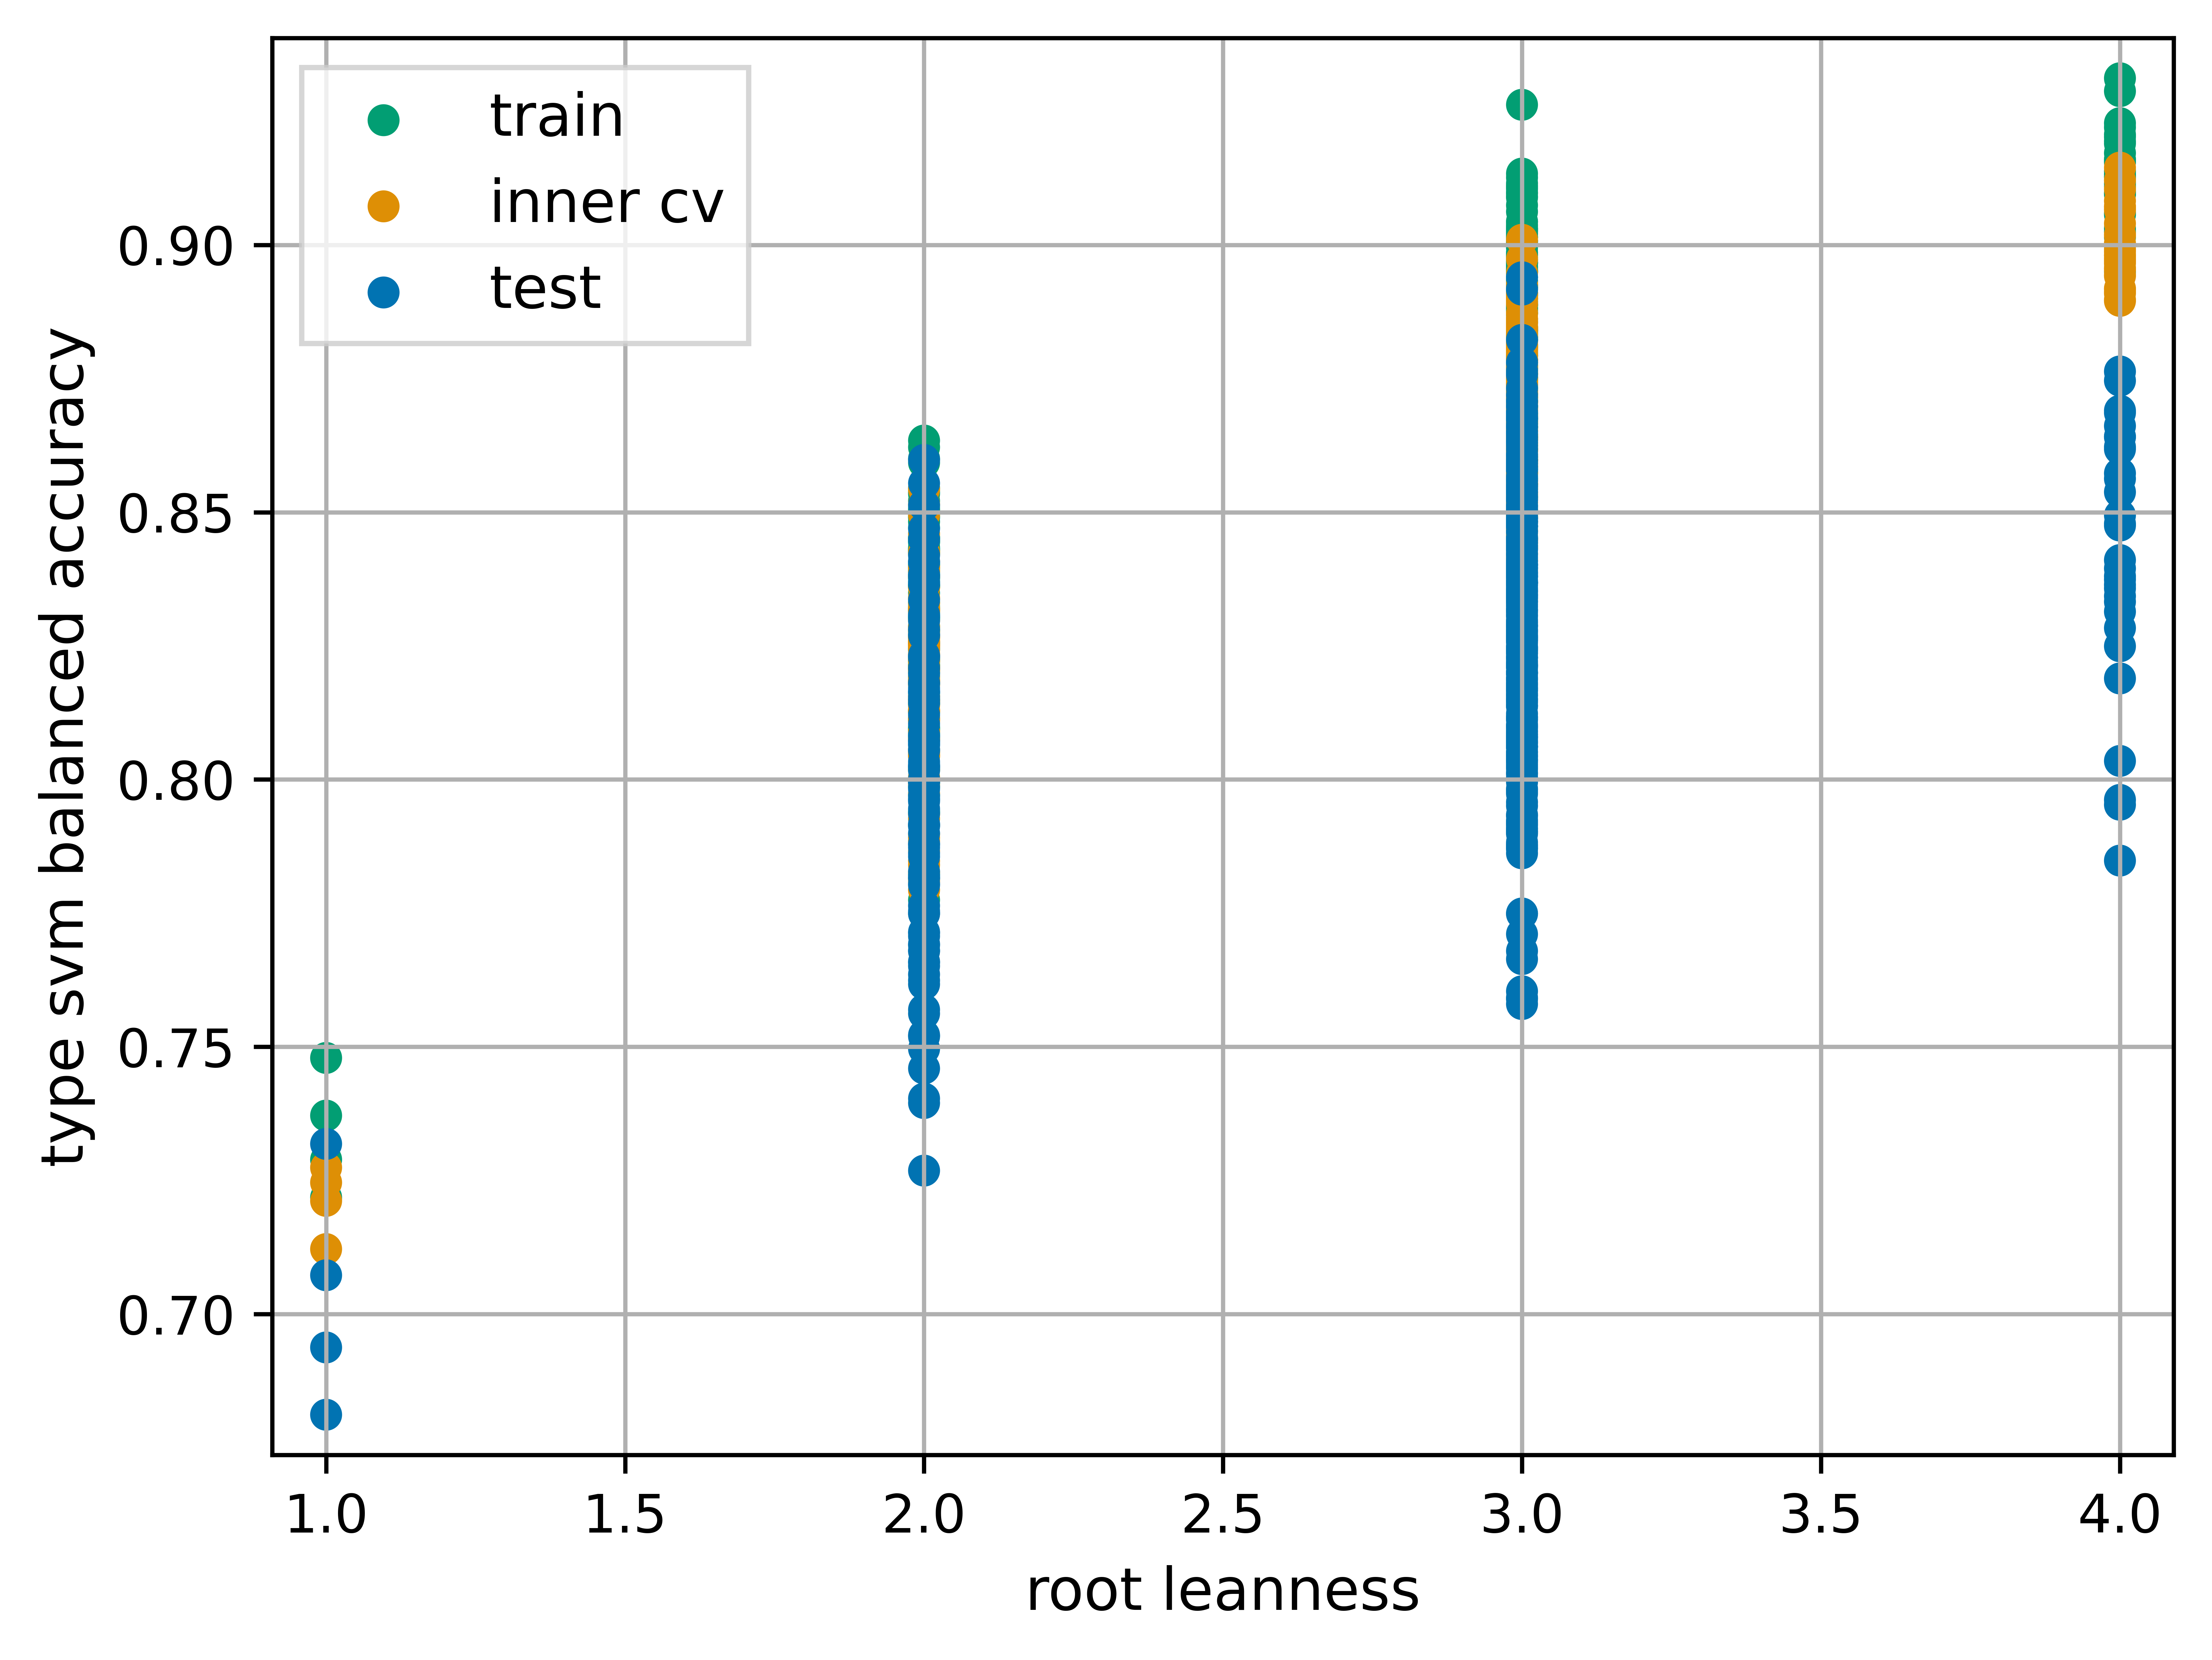 train
inner cv
test
0.90
0.85
0.80
0.75
0.70
type svm balanced accuracy
1.0 1.5 2.0 2.5 3.0 3.5 4.0
root leanness